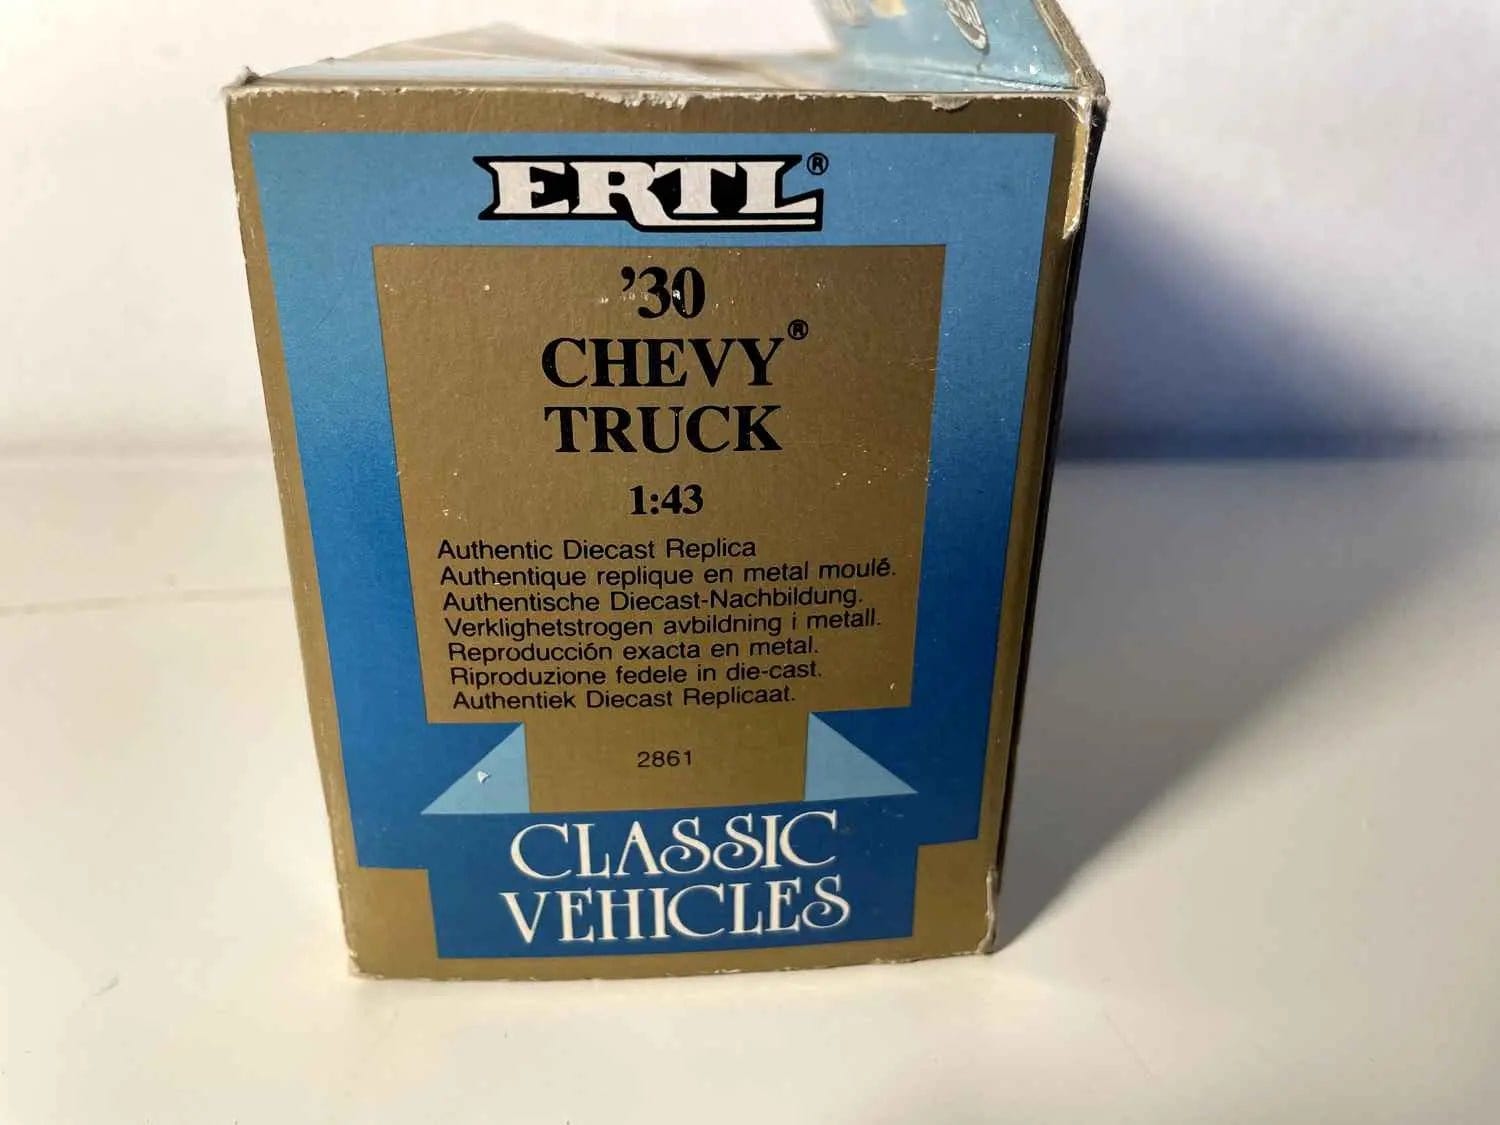 ERTL®
’30
CHEVY®
TRUCK
1:43
Authentic Diecast Replica
Authentique replique en metal moulé.
Authentische Diecast-Nachbildung.
Verklighetstrogen avbildning i metall.
Reproducción exacta en metal.
Riproduzione fedele in die-cast.
Authentiek Diecast Replicaat.
2861
CLASSIC
VEHICLES